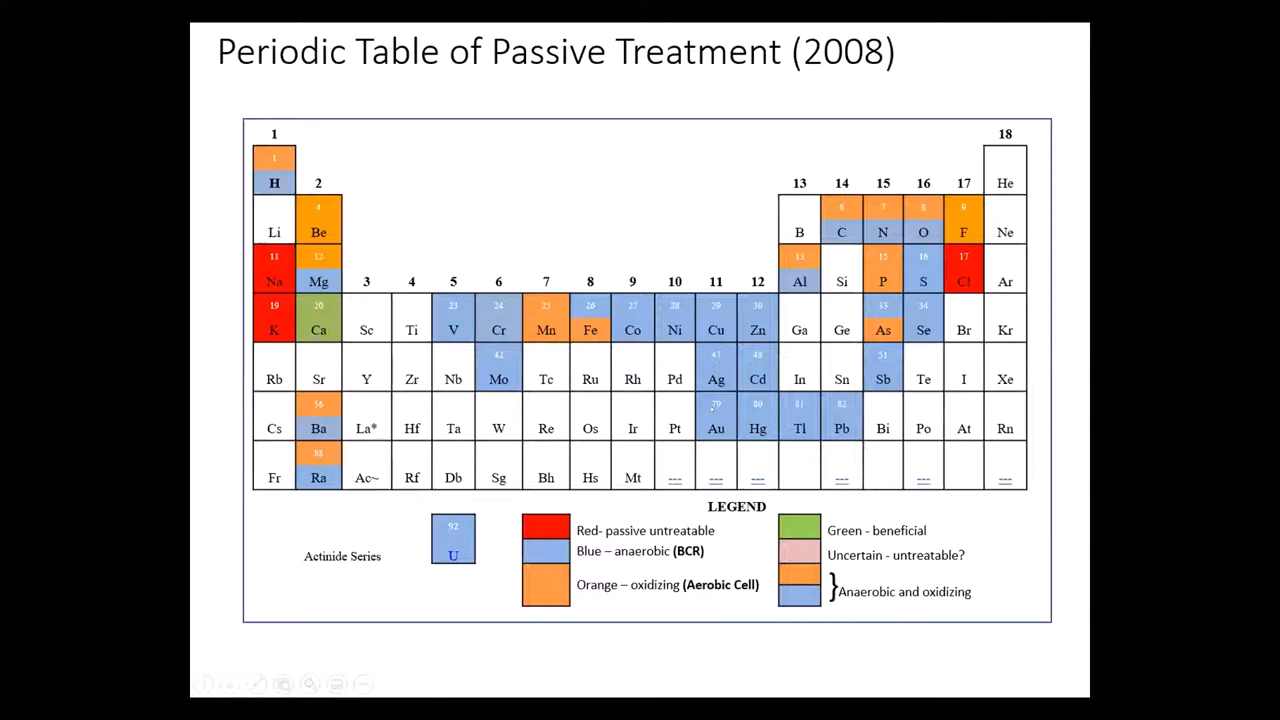 Periodic Table of Passive Treatment (2008)
1 18
1
H 2 13 14 15 16 17 He
4 6 7 8 9
Li Be B C N O F Ne
11 12 13 15 16 17
Na Mg 3 4 5 6 7 8 9 10 11 12 Al Si P S Cl Ar
19 20 23 24 25 26 27 28 29 30 33 34
K Ca Sc Ti V Cr Mn Fe Co Ni Cu Zn Ga Ge As Se Br Kr
42 47 48 51
Rb Sr Y Zr Nb Mo Tc Ru Rh Pd Ag Cd In Sn Sb Te I Xe
56 79 80 81 82
Cs Ba La* Hf Ta W Re Os Ir Pt Au Hg Tl Pb Bi Po At Rn
88
Fr Ra Ac~ Rf Db Sg Bh Hs Mt --- --- --- --- --- ---
LEGEND
92
U
Actinide Series
Red- passive untreatable
Blue – anaerobic (BCR)
Orange – oxidizing (Aerobic Cell)
Green - beneficial
Uncertain - untreatable?
}Anaerobic and oxidizing